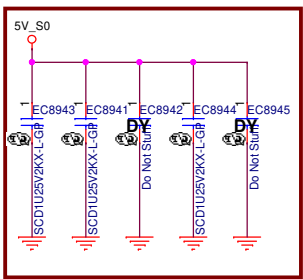 5V_S0
1
EC8943
SCD1U25V2KX-L-GP
1
EC8941
SCD1U25V2KX-L-GP
1
EC8942
DY
Do Not Stuff
1
EC8944
SCD1U25V2KX-L-GP
1
EC8945
DY
Do Not Stuff